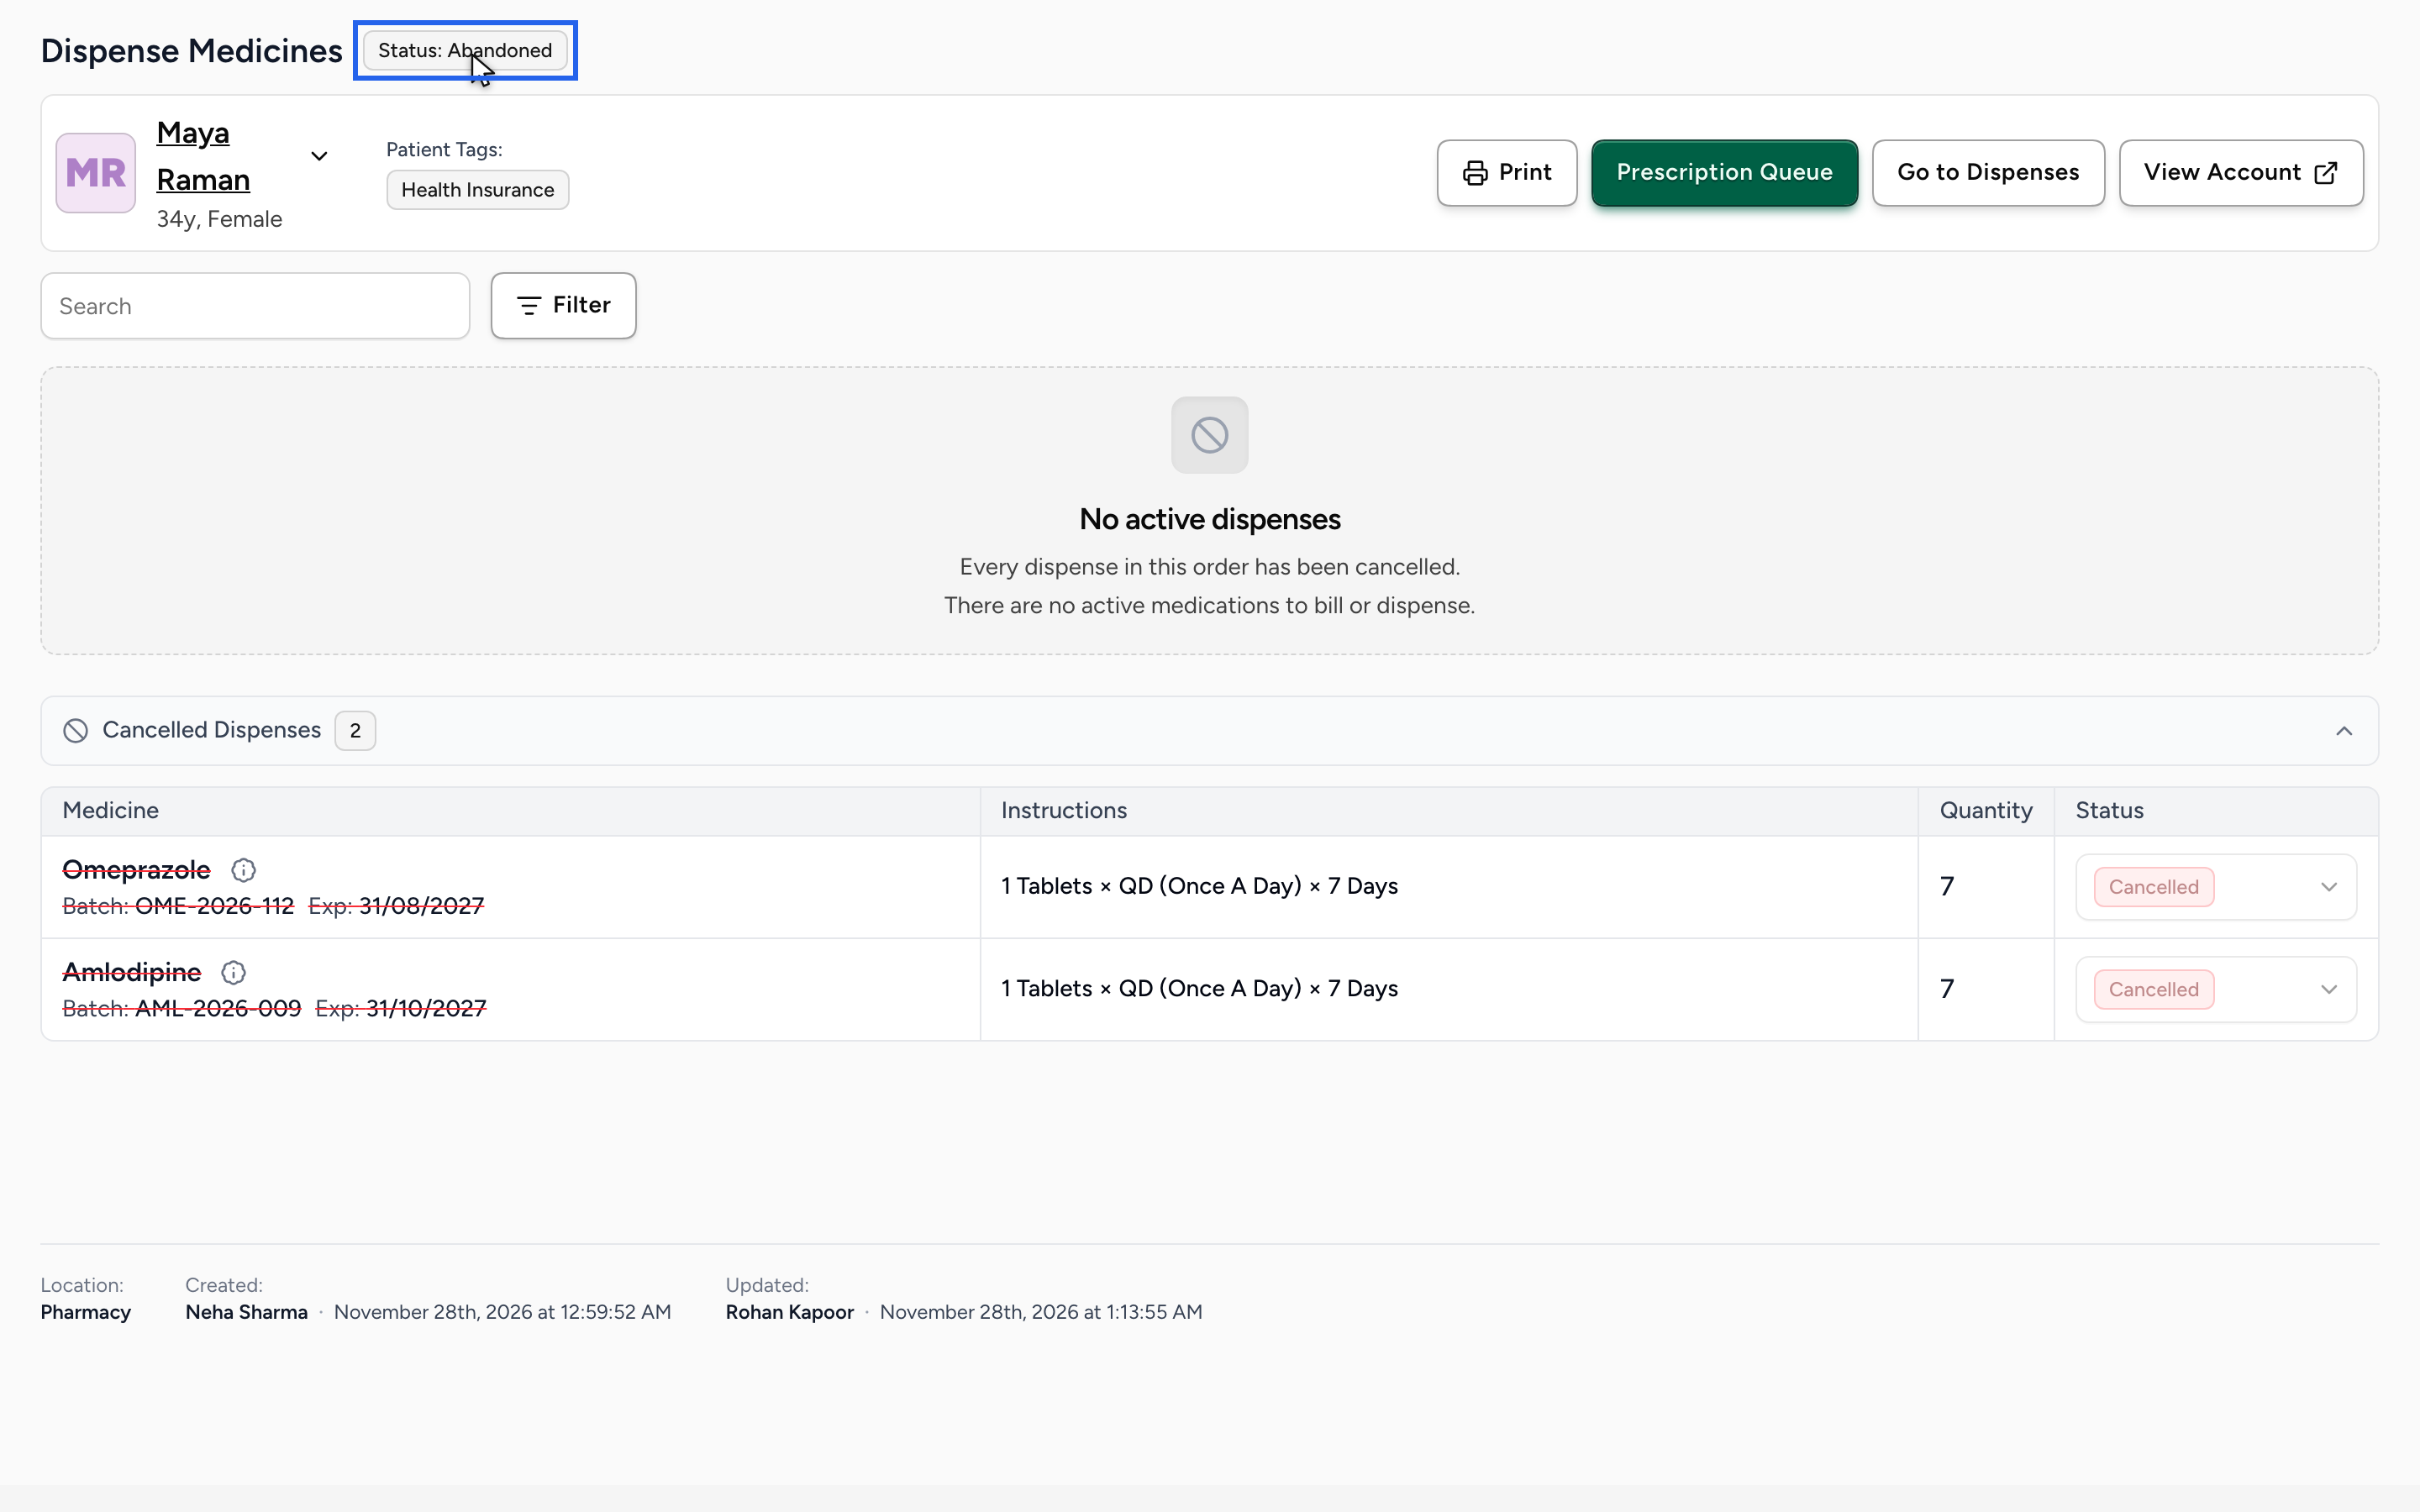 Dispense Medicines Status: Abandoned
MR
Maya
Raman
34y, Female
Patient Tags:
Health Insurance
Print Prescription Queue Go to Dispenses View Account
Search Filter
No active dispenses
Every dispense in this order has been cancelled.
There are no active medications to bill or dispense.
Cancelled Dispenses 2
Medicine Instructions Quantity Status
Omeprazole
Batch: OME-2026-112 Exp: 31/08/2027
1 Tablets × QD (Once A Day) × 7 Days 7 Cancelled
Amlodipine
Batch: AML-2026-009 Exp: 31/10/2027
1 Tablets × QD (Once A Day) × 7 Days 7 Cancelled
Location: Created: Updated:
Pharmacy Neha Sharma · November 28th, 2026 at 12:59:52 AM Rohan Kapoor · November 28th, 2026 at 1:13:55 AM